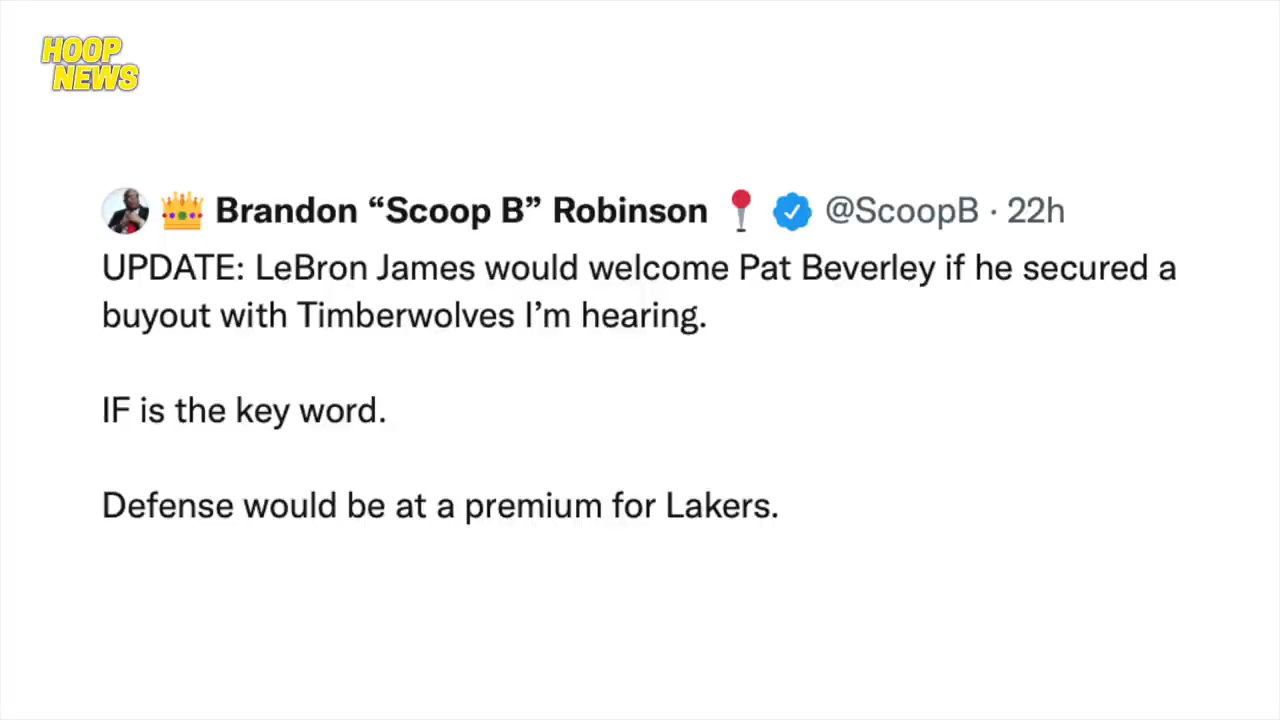 HOOP
NEWS
👑 Brandon “Scoop B” Robinson 📍 @ScoopB · 22h
UPDATE: LeBron James would welcome Pat Beverley if he secured a
buyout with Timberwolves I’m hearing.
IF is the key word.
Defense would be at a premium for Lakers.